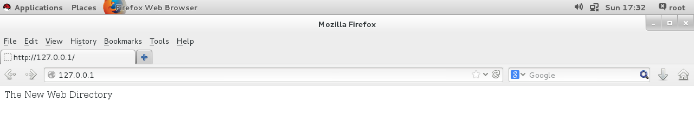 Applications Places Firefox Web Browser Sun 17:32 root
Mozilla Firefox
File Edit View History Bookmarks Tools Help
http://127.0.0.1/
127.0.0.1 Google
The New Web Directory